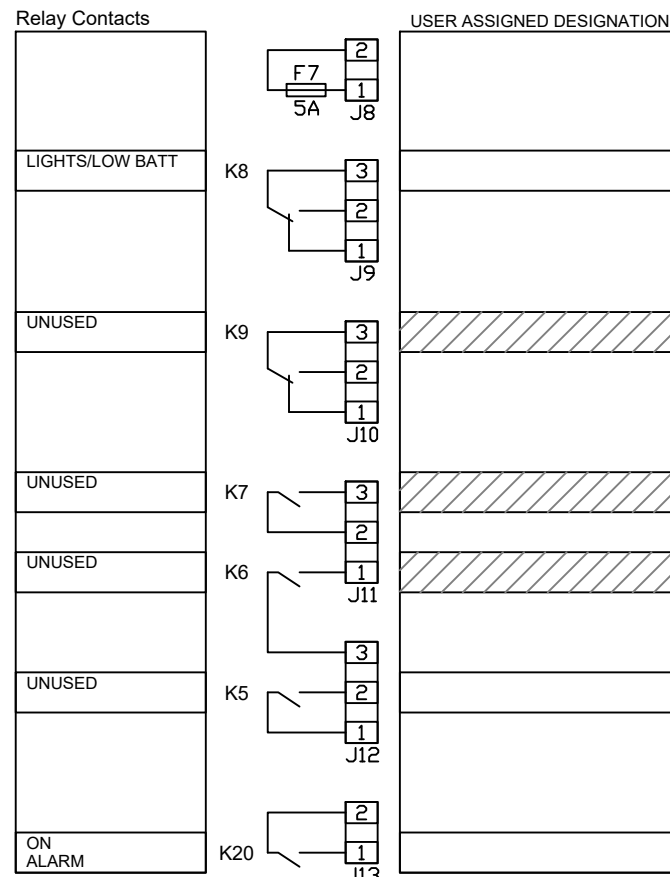 Relay Contacts
USER ASSIGNED DESIGNATION
2
F7
1
5A
J8
LIGHTS/LOW BATT
K8
3
2
1
J9
UNUSED
K9
3
2
1
J10
UNUSED
K7
3
2
UNUSED
K6
1
J11
3
UNUSED
K5
2
1
J12
2
ON
ALARM
K20
1
J13